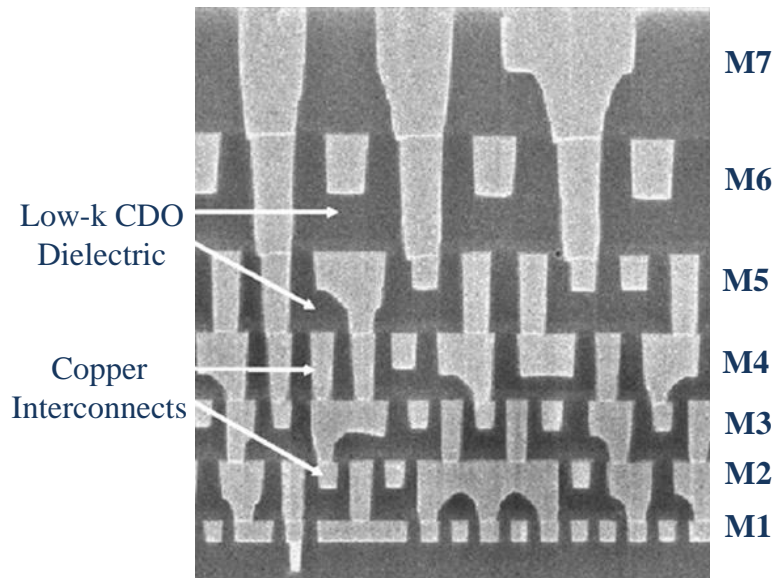 M7
M6
Low-k CDO
Dielectric
M5
Copper
Interconnects
M4
M3
M2
M1